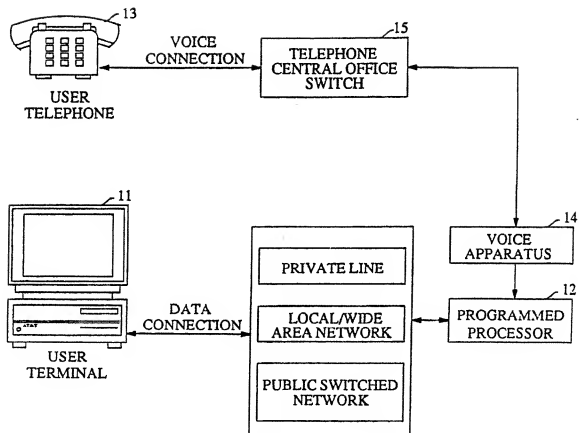 13
VOICE
CONNECTION
15
TELEPHONE
CENTRAL OFFICE
SWITCH
USER
TELEPHONE
11
14
VOICE
APPARATUS
PRIVATE LINE
12
PROGRAMMED
PROCESSOR
DATA
CONNECTION
LOCAL/WIDE
AREA NETWORK
AT&T
USER
TERMINAL
PUBLIC SWITCHED
NETWORK